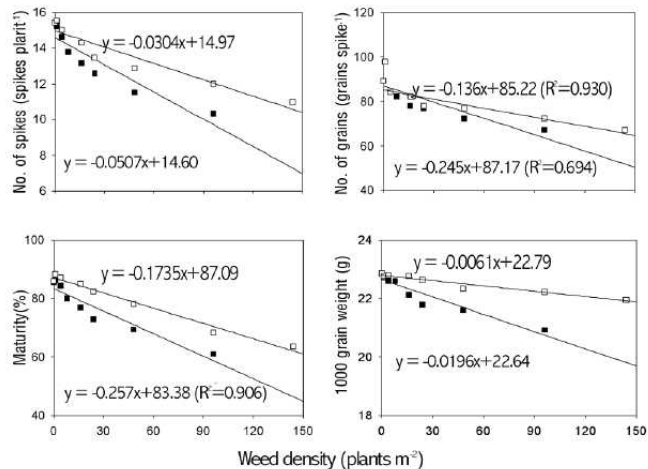 No. of spikes (spikes plarit⁻¹)
16
14
12
10
8
6
y = -0.0304x+14.97
y = -0.0507x+14.60
No. of grains (grains spike⁻¹)
120
100
80
60
40
y = -0.136x+85.22 (R²=0.930)
y = -0.245x+87.17 (R²=0.694)
Maturity(%)
100
80
60
40
y = -0.1735x+87.09
y = -0.257x+83.38 (R²=0.906)
0 30 60 90 120 150
1000 grain weight (g)
24
23
22
21
18
y = -0.0061x+22.79
y = -0.0196x+22.64
0 30 60 90 120 150
Weed density (plants m⁻²)